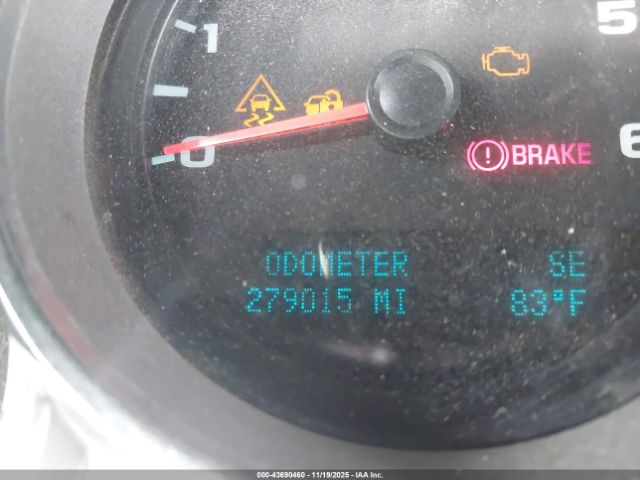 1
5
0
6
BRAKE
ODOMETER SE
279015 MI 83°F
000-43690460 - 11/19/2025 - IAA Inc.